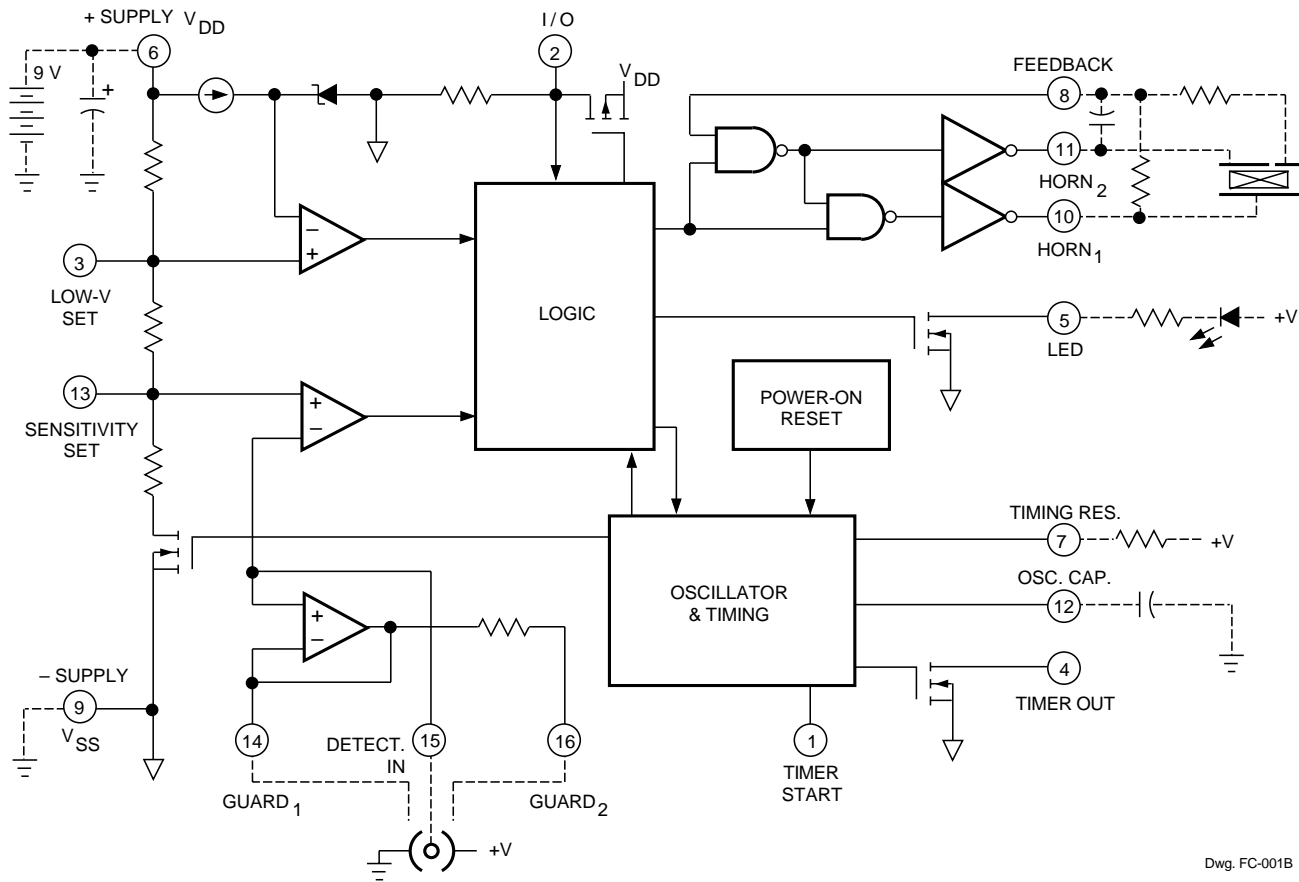 + SUPPLY V DD
6
9 V
+
I / O
2
V DD
FEEDBACK
8
11
HORN 2
10
HORN 1
−
+
3
LOW-V
SET
LOGIC
5
LED
+V
13
SENSITIVITY
SET
+
−
POWER-ON
RESET
OSCILLATOR
& TIMING
TIMING RES.
7
+V
OSC. CAP.
12
4
TIMER OUT
+
−
– SUPPLY
9
V SS
14
GUARD 1
DETECT.
IN
15
16
GUARD 2
+V
1
TIMER
START
Dwg. FC-001B